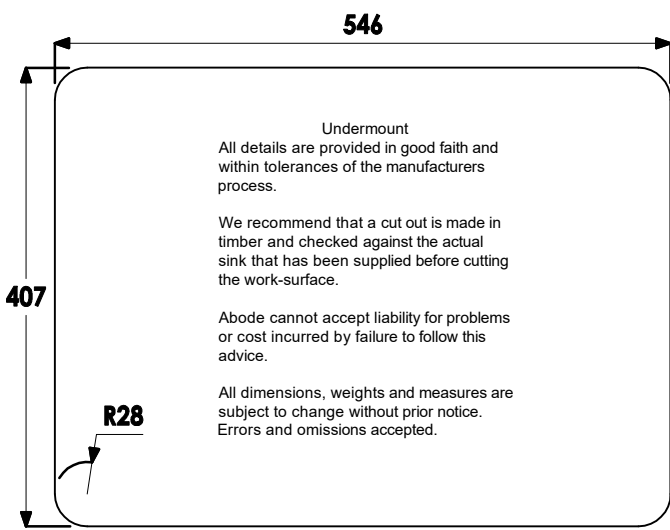 546
Undermount
All details are provided in good faith and
within tolerances of the manufacturers
process.
We recommend that a cut out is made in
timber and checked against the actual
sink that has been supplied before cutting
the work-surface.
407
Abode cannot accept liability for problems
or cost incurred by failure to follow this
advice.
All dimensions, weights and measures are
subject to change without prior notice.
Errors and omissions accepted.
R28